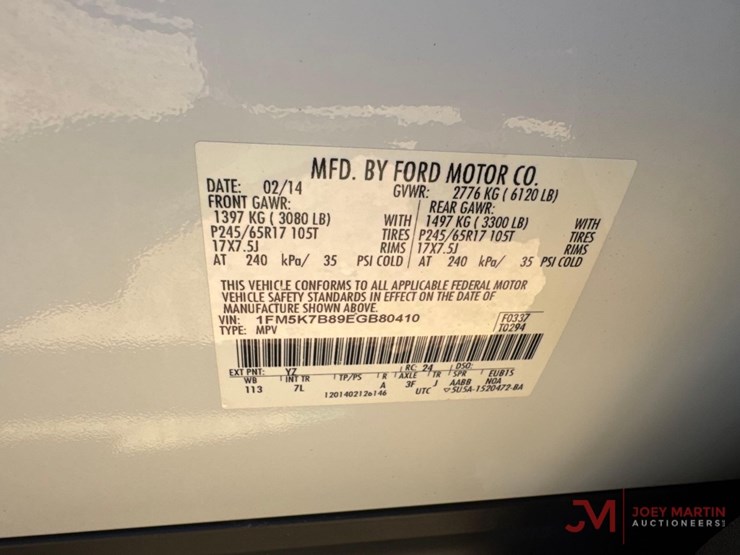 MFD. BY FORD MOTOR CO.
DATE: 02/14 GVWR: 2776 KG ( 6120 LB)
FRONT GAWR: REAR GAWR:
1397 KG ( 3080 LB) WITH 1497 KG ( 3300 LB) WITH
P245/65R17 105T TIRES P245/65R17 105T TIRES
17X7.5J RIMS 17X7.5J RIMS
AT 240 kPa/ 35 PSI COLD AT 240 kPa/ 35 PSI COLD
THIS VEHICLE CONFORMS TO ALL APPLICABLE FEDERAL MOTOR
VEHICLE SAFETY STANDARDS IN EFFECT ON THE DATE OF
MANUFACTURE SHOWN ABOVE.
VIN: 1FM5K7B89EGB80410 F0337
TYPE: MPV T0294
EXT PNT: YZ RC: 24 DSO:
WB INT TR TP/PS R AXLE TR SPR EUB15
113 7L A 3F J AABB N0A
1201402126146 UTC 5U5A-1520472-BA
JM JOEY MARTIN
AUCTIONEERS